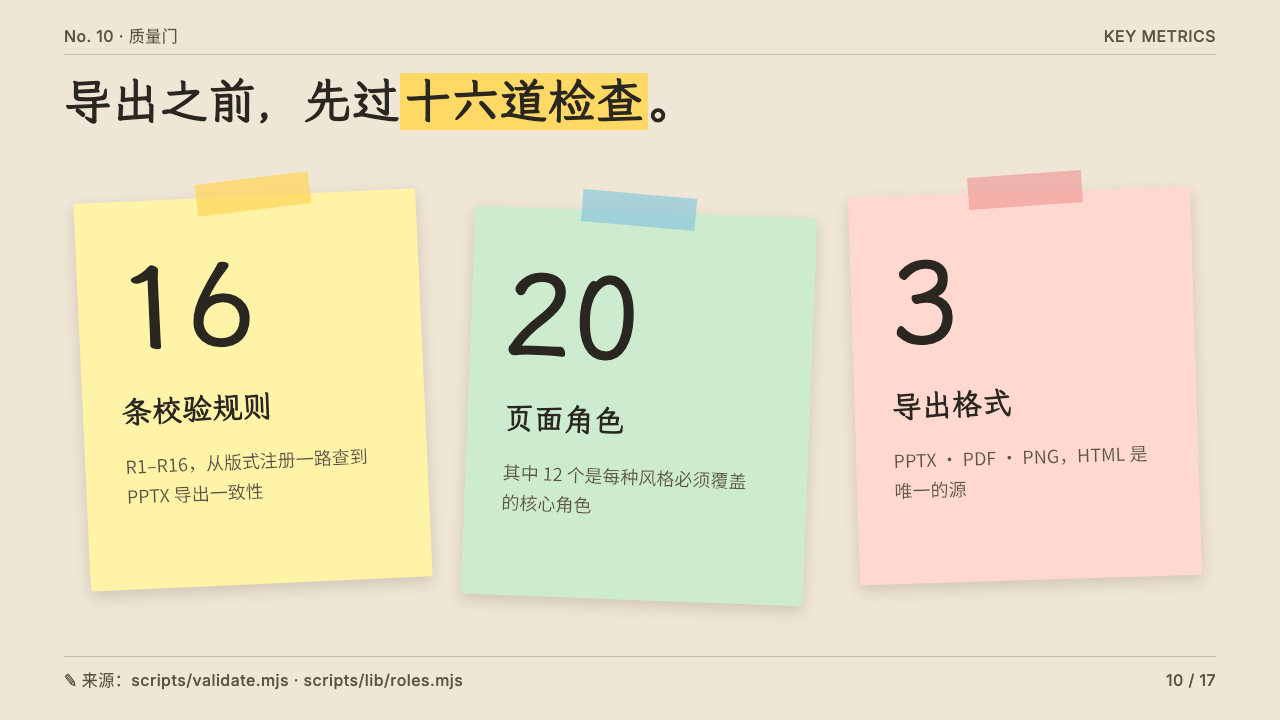 No. 10 · 质量门
KEY METRICS
导出之前，先过十六道检查。
16
条校验规则
R1–R16，从版式注册一路查到
PPTX 导出一致性
20
页面角色
其中 12 个是每种风格必须覆盖
的核心角色
3
导出格式
PPTX · PDF · PNG，HTML 是
唯一的源
✎ 来源：scripts/validate.mjs · scripts/lib/roles.mjs
10 / 17